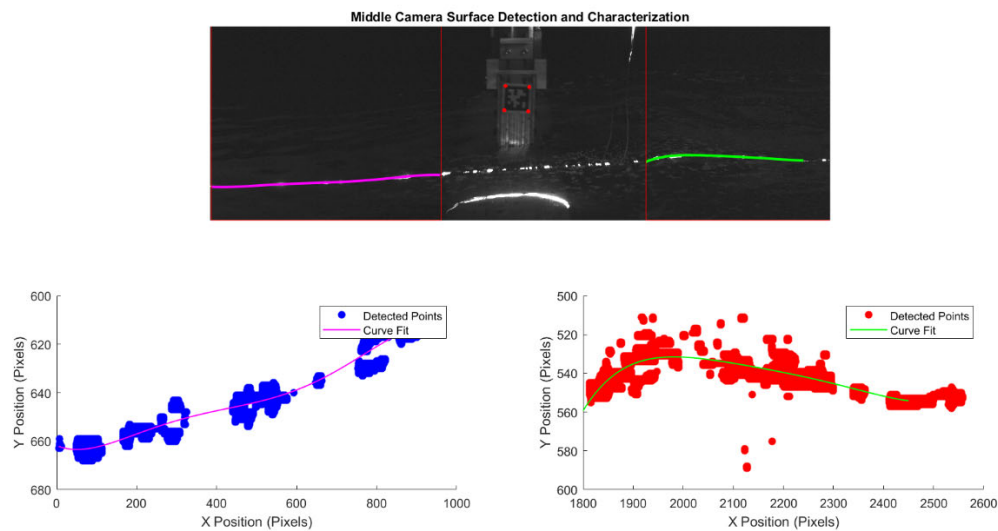 Middle Camera Surface Detection and Characterization
600
620
640
660
680
0
200
400
600
800
1000
Y Position (Pixels)
X Position (Pixels)
Detected Points
Curve Fit
500
520
540
560
580
600
1800
1900
2000
2100
2200
2300
2400
2500
2600
Y Position (Pixels)
X Position (Pixels)
Detected Points
Curve Fit